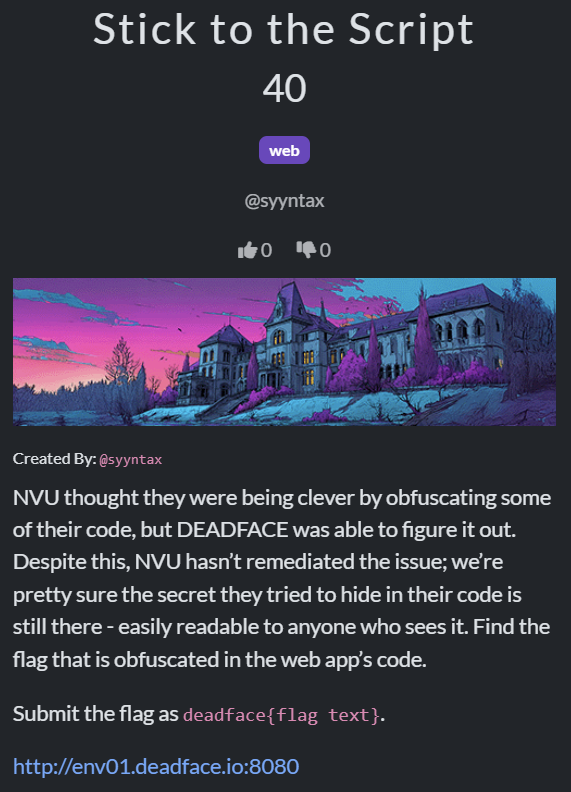 Stick to the Script
40
web
@syyntax
0 0
Created By: @syyntax
NVU thought they were being clever by obfuscating some
of their code, but DEADFACE was able to figure it out.
Despite this, NVU hasn’t remediated the issue; we’re
pretty sure the secret they tried to hide in their code is
still there - easily readable to anyone who sees it. Find the
flag that is obfuscated in the web app’s code.
Submit the flag as deadface{flag text}.
http://env01.deadface.io:8080